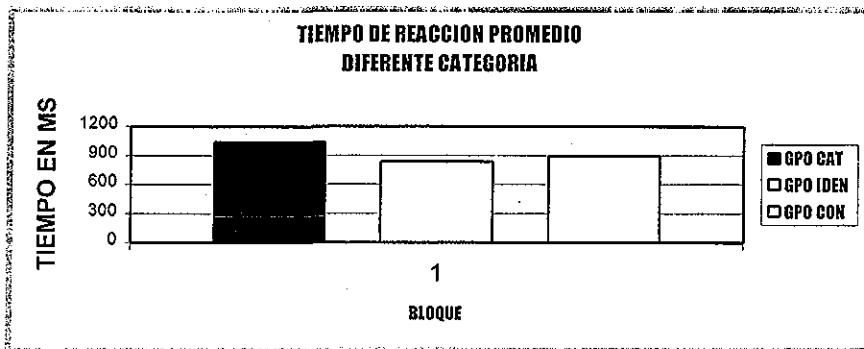 TIEMPO DE REACCION PROMEDIO
DIFERENTE CATEGORIA
TIEMPO EN MS
1200
900
600
300
0
1
BLOQUE
GPO CAT
GPO IDEN
GPO CON